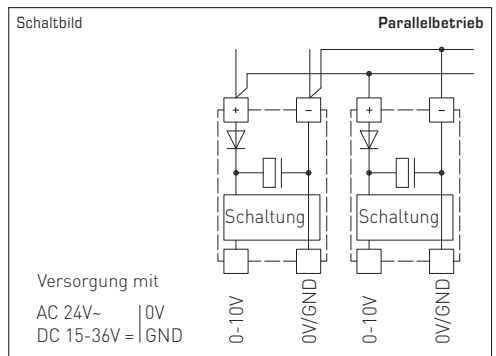 Schaltbild
Parallelbetrieb
+
–
+
–
Schaltung
Schaltung
Versorgung mit
AC 24V~ | 0V
DC 15-36V = | GND
0-10V
0V/GND
0-10V
0V/GND